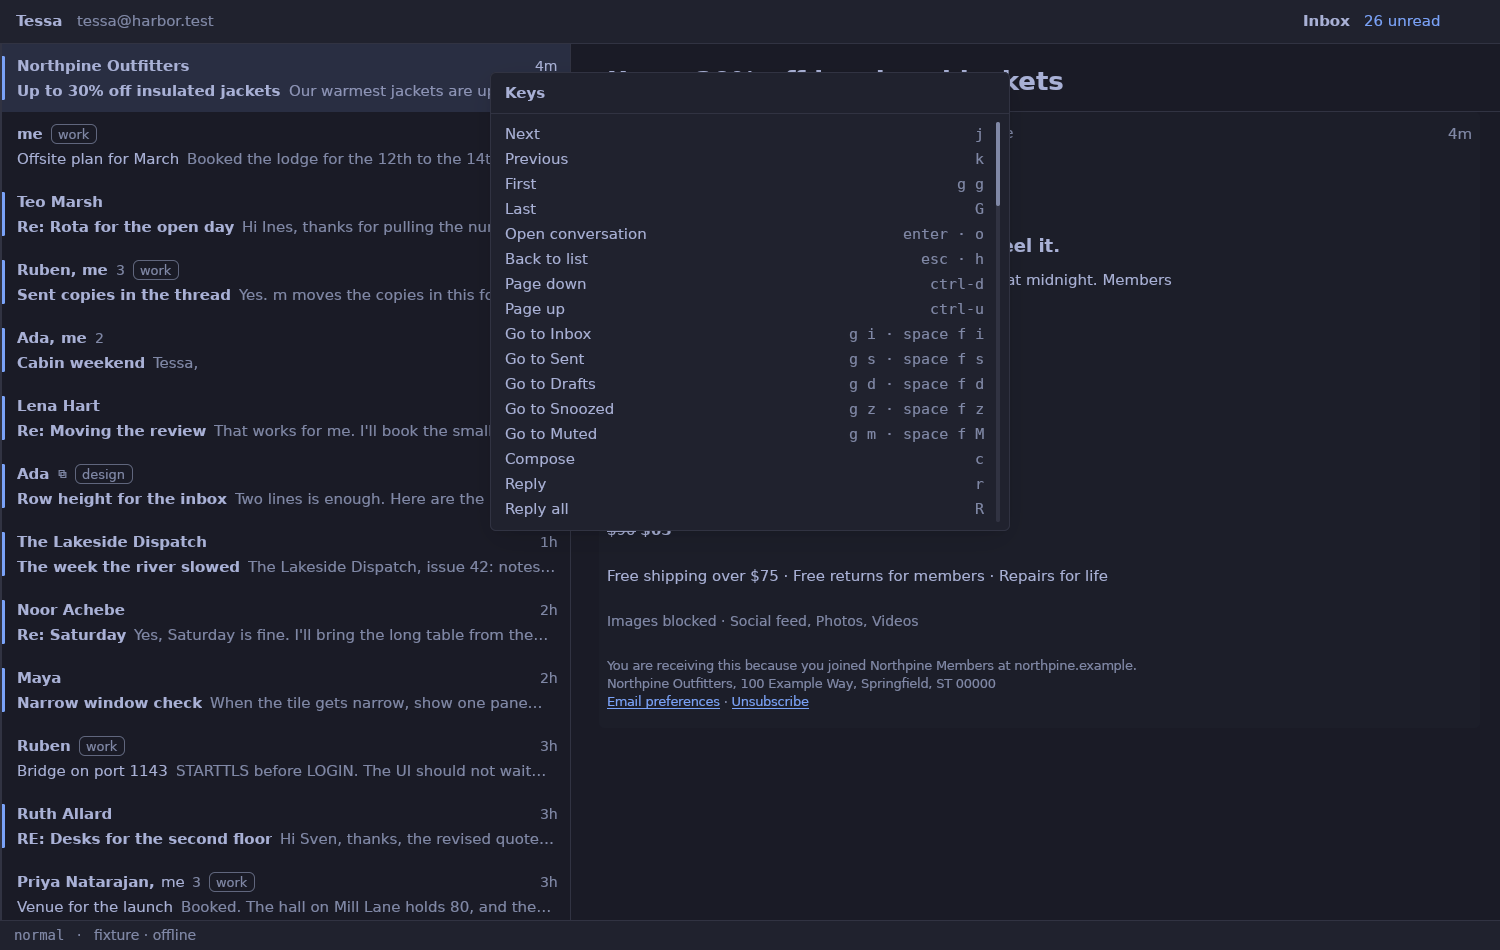 Tessa tessa@harbor.test
Inbox 26 unread
Northpine Outfitters 4m
Up to 30% off insulated jackets Our warmest jackets are up
me work
Offsite plan for March Booked the lodge for the 12th to the 14t
Teo Marsh
Re: Rota for the open day Hi Ines, thanks for pulling the nu
Ruben, me 3 work
Sent copies in the thread Yes. m moves the copies in this fo
Ada, me 2
Cabin weekend Tessa,
Lena Hart
Re: Moving the review That works for me. I'll book the small
Ada design
Row height for the inbox Two lines is enough. Here are the
The Lakeside Dispatch 1h
The week the river slowed The Lakeside Dispatch, issue 42: notes…
Noor Achebe 2h
Re: Saturday Yes, Saturday is fine. I'll bring the long table from the…
Maya 2h
Narrow window check When the tile gets narrow, show one pane…
Ruben work 3h
Bridge on port 1143 STARTTLS before LOGIN. The UI should not wait…
Ruth Allard 3h
RE: Desks for the second floor Hi Sven, thanks, the revised quote…
Priya Natarajan, me 3 work 3h
Venue for the launch Booked. The hall on Mill Lane holds 80, and the…
Keys
Next j
Previous k
First g g
Last G
Open conversation enter · o
Back to list esc · h
Page down ctrl-d
Page up ctrl-u
Go to Inbox g i · space f i
Go to Sent g s · space f s
Go to Drafts g d · space f d
Go to Snoozed g z · space f z
Go to Muted g m · space f M
Compose c
Reply r
Reply all R
kets
4m
eel it.
at midnight. Members
Free shipping over $75 · Free returns for members · Repairs for life
Images blocked · Social feed, Photos, Videos
You are receiving this because you joined Northpine Members at northpine.example.
Northpine Outfitters, 100 Example Way, Springfield, ST 00000
Email preferences · Unsubscribe
normal · fixture · offline